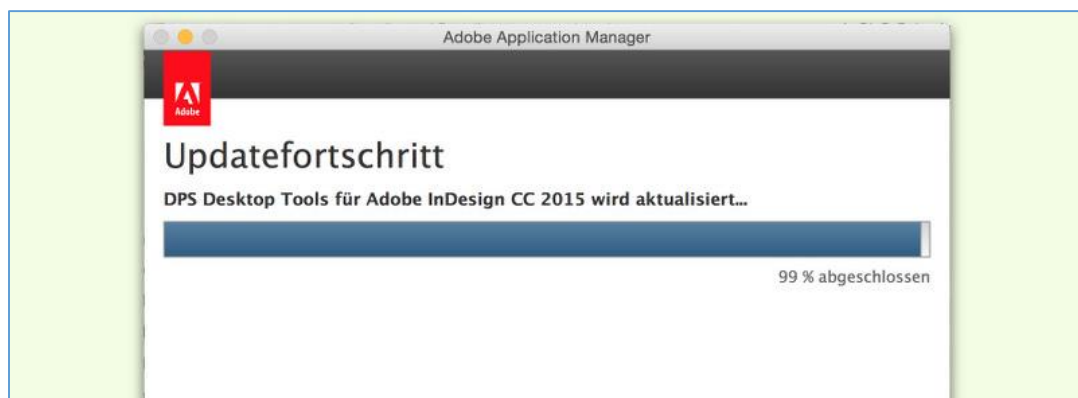 Adobe Application Manager
Adobe
Updatefortschritt
DPS Desktop Tools für Adobe InDesign CC 2015 wird aktualisiert...
99 % abgeschlossen